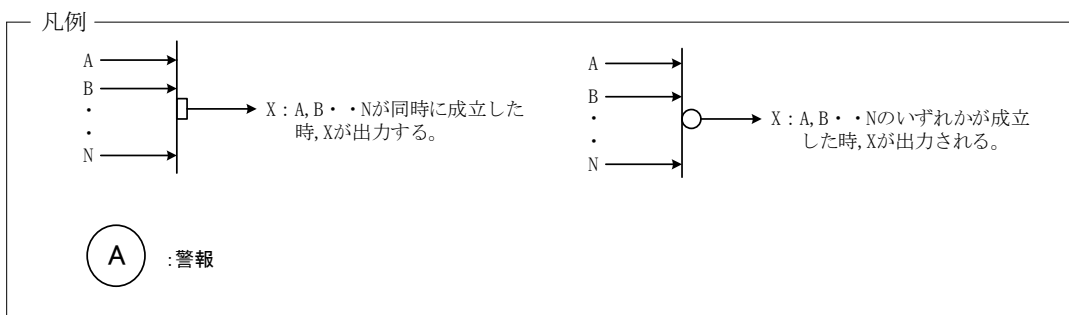 凡例
A
B
・
・
N
X：A,B・・Nが同時に成立した
時,Xが出力する。
A
B
・
・
N
X：A,B・・Nのいずれかが成立
した時,Xが出力される。
A
:警報